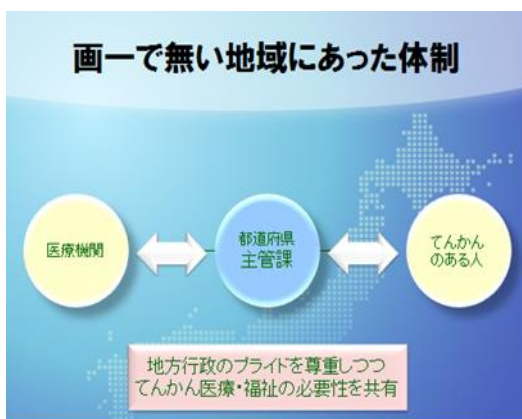 画一で無い地域にあった体制
医療機関
都道府県
主管課
てんかん
のある人
地方行政のプライドを尊重しつつ
てんかん医療・福祉の必要性を共有